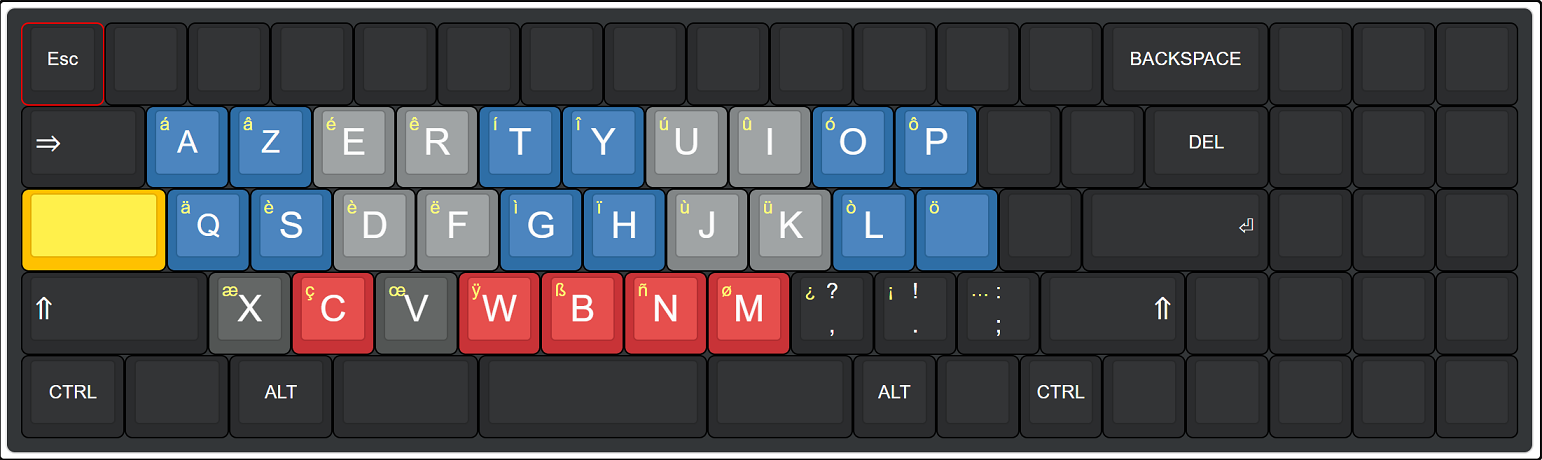 Esc BACKSPACE
⇒ á A â Z é E ê R í T î Y ú U û I ó O ô P DEL
ä Q è S è D ë F ì G ï H ù J ü K ò L ö ⏎
⇑ æ X ç C œ V ÿ W ß B ñ N ø M ¿ ? , ¡ ! . … : ; ⇑
CTRL ALT ALT CTRL